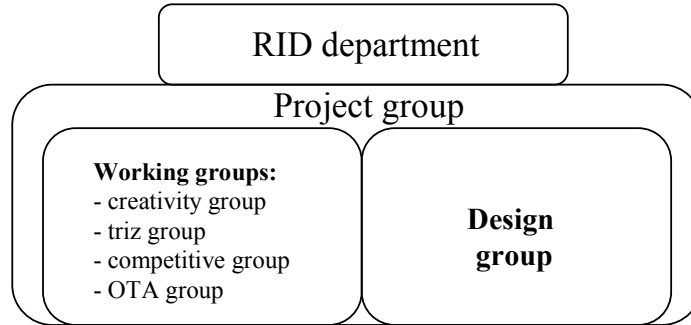 RID department
Project group
Working groups:
- creativity group
- triz group
- competitive group
- OTA group
Design
group